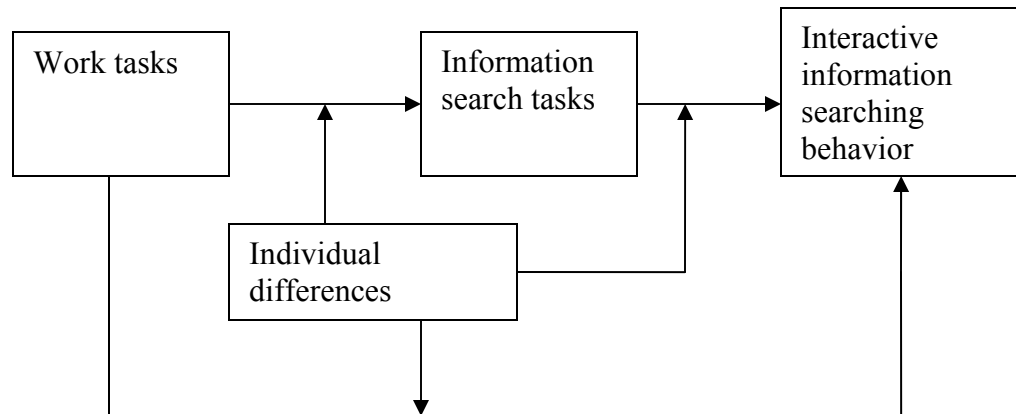 Work tasks
Information
search tasks
Interactive
information
searching
behavior
Individual
differences